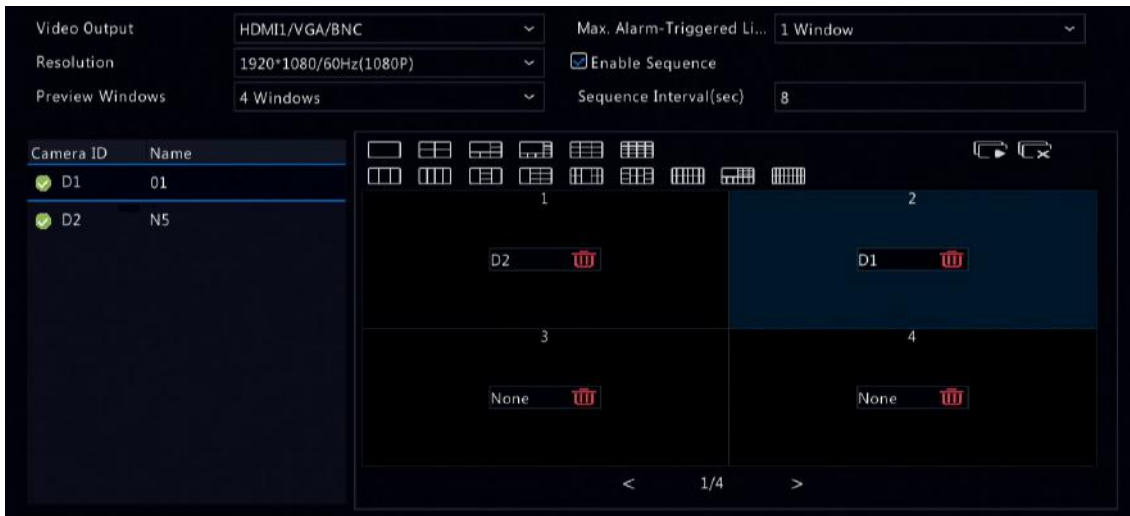 Video Output HDMI1/VGA/BNC Max. Alarm-Triggered Li... 1 Window
Resolution 1920*1080/60Hz(1080P) Enable Sequence
Preview Windows 4 Windows Sequence Interval(sec) 8
Camera ID Name
D1 01
D2 N5
1 2
D2 D1
3 4
None None
< 1/4 >